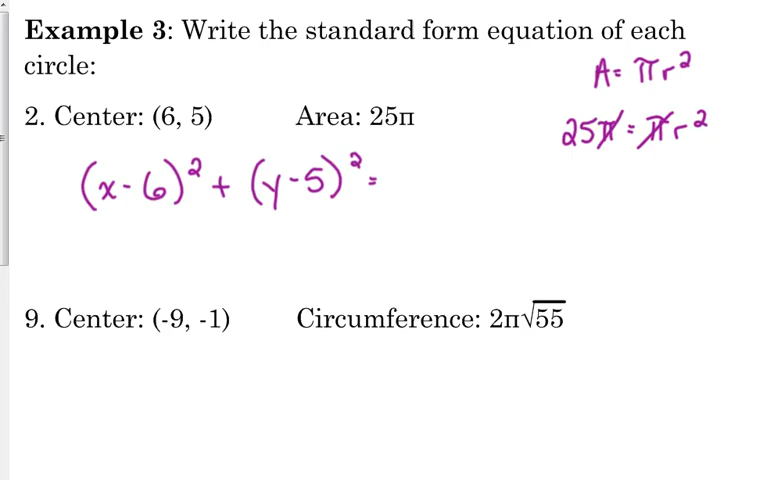 Example 3: Write the standard form equation of each
circle:
A = πr²
2. Center: (6, 5) Area: 25π
25π = πr²
(x - 6)² + (y - 5)² =
9. Center: (-9, -1) Circumference: 2π√55